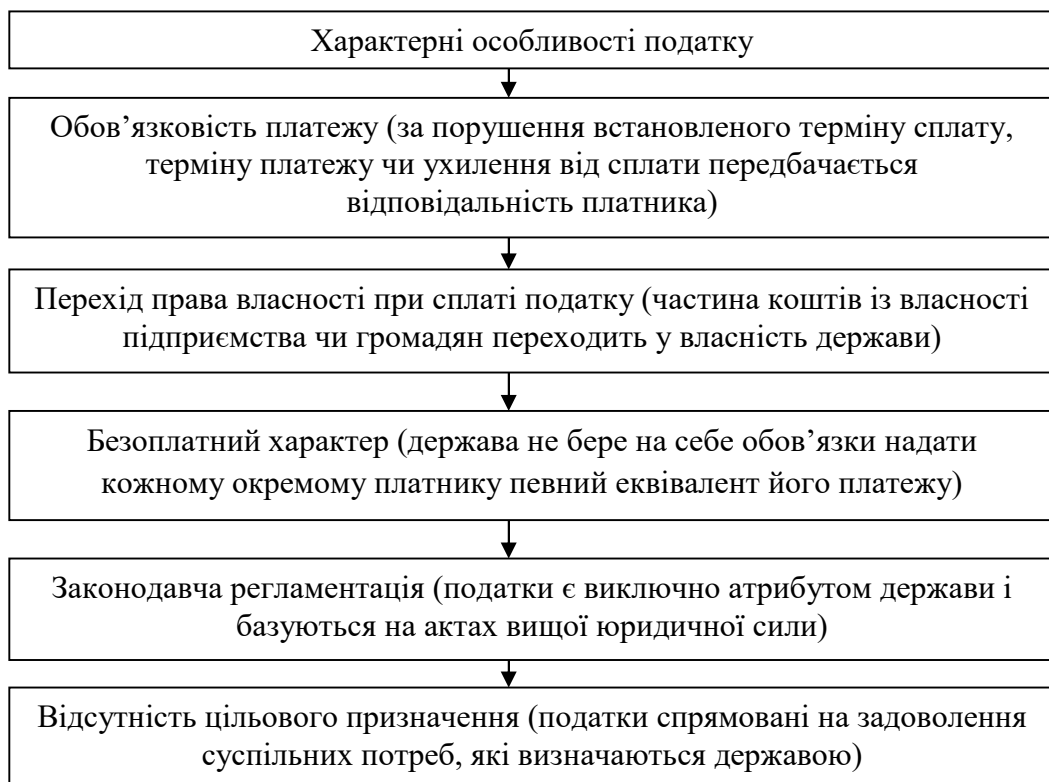 Характерні особливості податку
Обов’язковість платежу (за порушення встановленого терміну сплату,
терміну платежу чи ухилення від сплати передбачається
відповідальність платника)
Перехід права власності при сплаті податку (частина коштів із власності
підприємства чи громадян переходить у власність держави)
Безоплатний характер (держава не бере на себе обов’язки надати
кожному окремому платнику певний еквівалент його платежу)
Законодавча регламентація (податки є виключно атрибутом держави і
базуються на актах вищої юридичної сили)
Відсутність цільового призначення (податки спрямовані на задоволення
суспільних потреб, які визначаються державою)